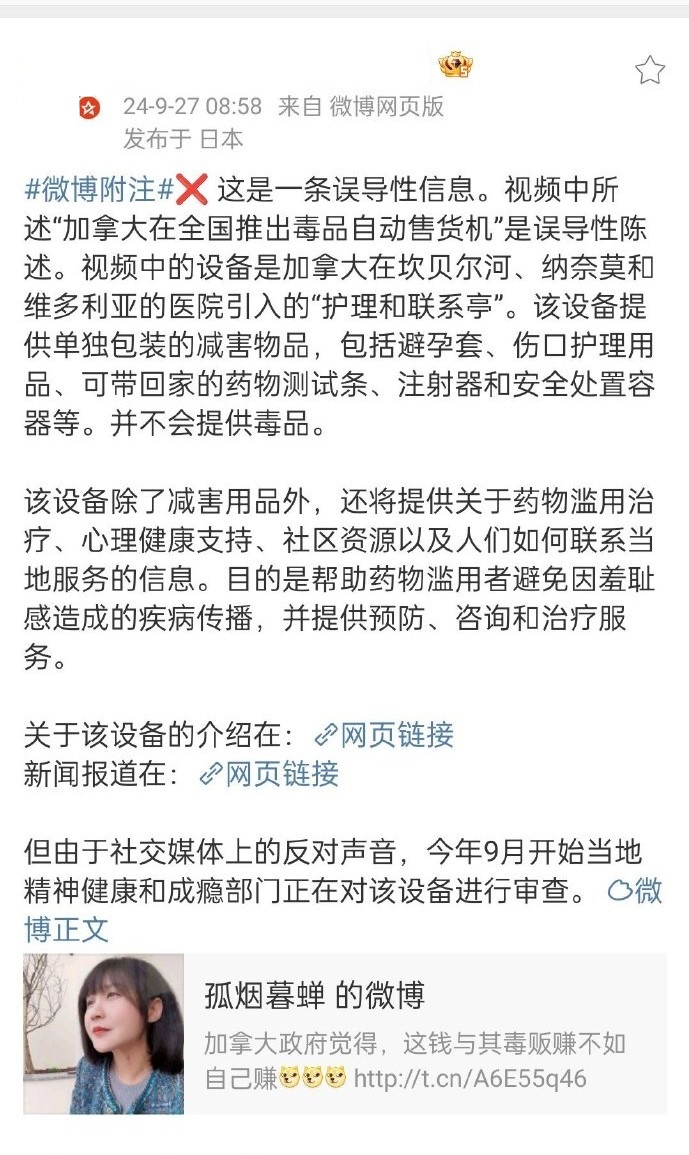 24-9-27 08:58 来自 微博网页版
发布于 日本
#微博附注#❌ 这是一条误导性信息。视频中所
述“加拿大在全国推出毒品自动售货机”是误导性陈
述。视频中的设备是加拿大在坎贝尔河、纳奈莫和
维多利亚的医院引入的“护理和联系亭”。该设备提
供单独包装的减害物品，包括避孕套、伤口护理用
品、可带回家的药物测试条、注射器和安全处置容
器等。并不会提供毒品。
该设备除了减害用品外，还将提供关于药物滥用治
疗、心理健康支持、社区资源以及人们如何联系当
地服务的信息。目的是帮助药物滥用者避免因羞耻
感造成的疾病传播，并提供预防、咨询和治疗服
务。
关于该设备的介绍在：网页链接
新闻报道在：网页链接
但由于社交媒体上的反对声音，今年9月开始当地
精神健康和成瘾部门正在对该设备进行审查。微
博正文
孤烟暮蝉 的微博
加拿大政府觉得，这钱与其毒贩赚不如
自己赚🐶🐶🐶 http://t.cn/A6E55q46